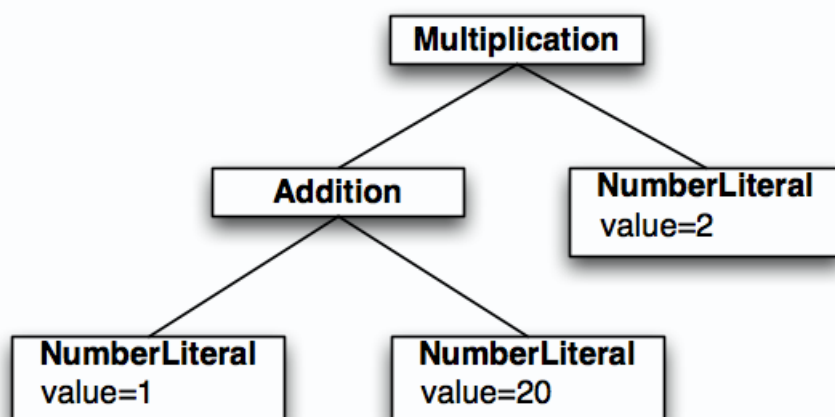 Multiplication
Addition
NumberLiteral
value=2
NumberLiteral
value=1
NumberLiteral
value=20